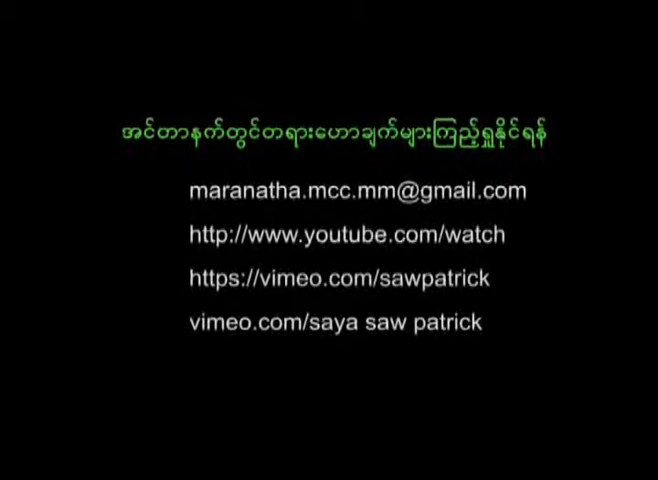 အင်တာနက်တွင်တရားဟောချက်များကြည့်ရှုနိုင်ရန်
maranatha.mcc.mm@gmail.com
http://www.youtube.com/watch
https://vimeo.com/sawpatrick
vimeo.com/saya saw patrick